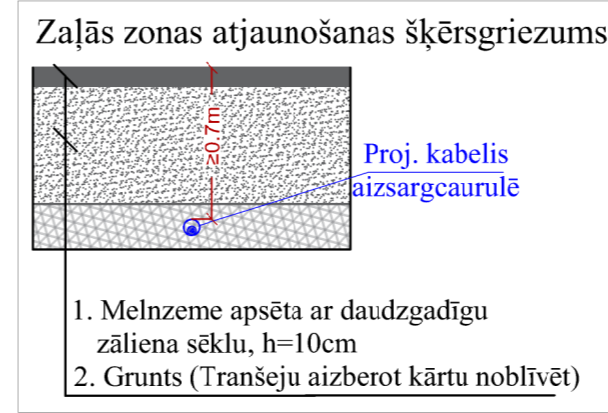 Zaļās zonas atjaunošanas šķērsgriezums
≥0.7m
Proj. kabelis
aizsargcaurulē
1. Melnzeme apsēta ar daudzgadīgu
zāliena sēklu, h=10cm
2. Grunts (Tranšeju aizberot kārtu noblīvēt)